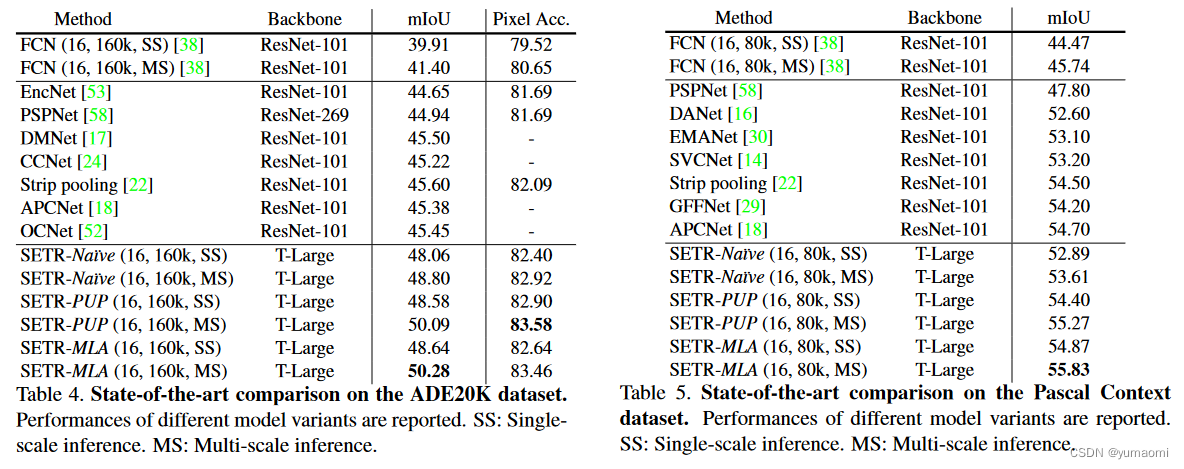 Method Backbone mIoU Pixel Acc.
FCN (16, 160k, SS) [38] ResNet-101 39.91 79.52
FCN (16, 160k, MS) [38] ResNet-101 41.40 80.65
EncNet [53] ResNet-101 44.65 81.69
PSPNet [58] ResNet-269 44.94 81.69
DMNet [17] ResNet-101 45.50 -
CCNet [24] ResNet-101 45.22 -
Strip pooling [22] ResNet-101 45.60 82.09
APCNet [18] ResNet-101 45.38 -
OCNet [52] ResNet-101 45.45 -
SETR-Naïve (16, 160k, SS) T-Large 48.06 82.40
SETR-Naïve (16, 160k, MS) T-Large 48.80 82.92
SETR-PUP (16, 160k, SS) T-Large 48.58 82.90
SETR-PUP (16, 160k, MS) T-Large 50.09 83.58
SETR-MLA (16, 160k, SS) T-Large 48.64 82.64
SETR-MLA (16, 160k, MS) T-Large 50.28 83.46
Table 4. State-of-the-art comparison on the ADE20K dataset.
Performances of different model variants are reported. SS: Single-
scale inference. MS: Multi-scale inference.
Method Backbone mIoU
FCN (16, 80k, SS) [38] ResNet-101 44.47
FCN (16, 80k, MS) [38] ResNet-101 45.74
PSPNet [58] ResNet-101 47.80
DANet [16] ResNet-101 52.60
EMANet [30] ResNet-101 53.10
SVCNet [14] ResNet-101 53.20
Strip pooling [22] ResNet-101 54.50
GFFNet [29] ResNet-101 54.20
APCNet [18] ResNet-101 54.70
SETR-Naïve (16, 80k, SS) T-Large 52.89
SETR-Naïve (16, 80k, MS) T-Large 53.61
SETR-PUP (16, 80k, SS) T-Large 54.40
SETR-PUP (16, 80k, MS) T-Large 55.27
SETR-MLA (16, 80k, SS) T-Large 54.87
SETR-MLA (16, 80k, MS) T-Large 55.83
Table 5. State-of-the-art comparison on the Pascal Context
dataset. Performances of different model variants are reported.
SS: Single-scale inference. MS: Multi-scale inference.
CSDN @yumaomi